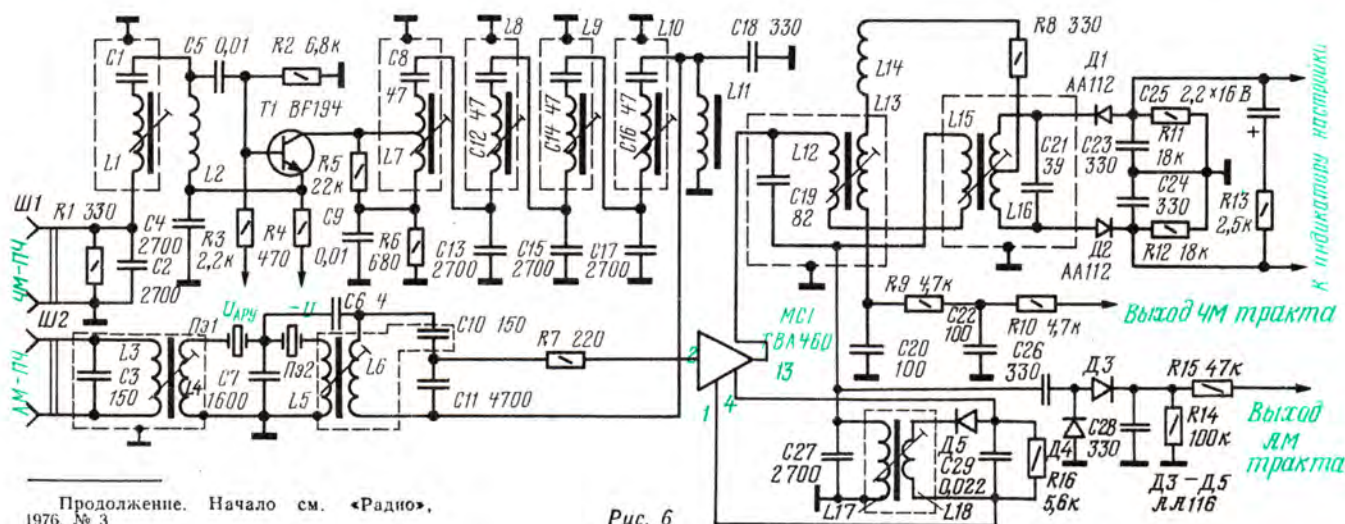 C1
C5
0,01
R2 6,8к
T1 BF194
L1
L2
Ш1
R1 330
ЧМ-ПЧ
C4
2700
C2
2700
R3
2,2к
R4
470
R5
22к
C9
0,01
C8
47
L7
R6
680
L8
C12 47
C13
2700
L9
C14 47
C15
2700
L10
C16 47
C17
2700
C18 330
L11
Ш2
АМ-ПЧ
L3
C3
150
L4
Пэ1
Uару
-U
C7
1600
Пэ2
C6 4
L5
L6
C10 150
C11 4700
R7 220
2
1
4
13
МС1
TBA460
L12
C19
82
L14
L13
R8 330
L15
L16
C21
39
Д1
AA112
C23
330
C24
330
Д2
AA112
C25 2,2×16 В
+
R11
18к
R12 18к
R13
2,5к
К индикатору настройки
R9 4,7к
C20
100
C22
100
R10 4,7к
Выход ЧМ тракта
C26
330
Д3
C28
330
Д4
R15 47к
R14
100к
Выход
АМ
тракта
Д3–Д5
АА116
C27
2700
L17
L18
Д5
C29
0,022
R16
5,6к
Продолжение. Начало см. «Радио»,
1976, № 3
Рис. 6